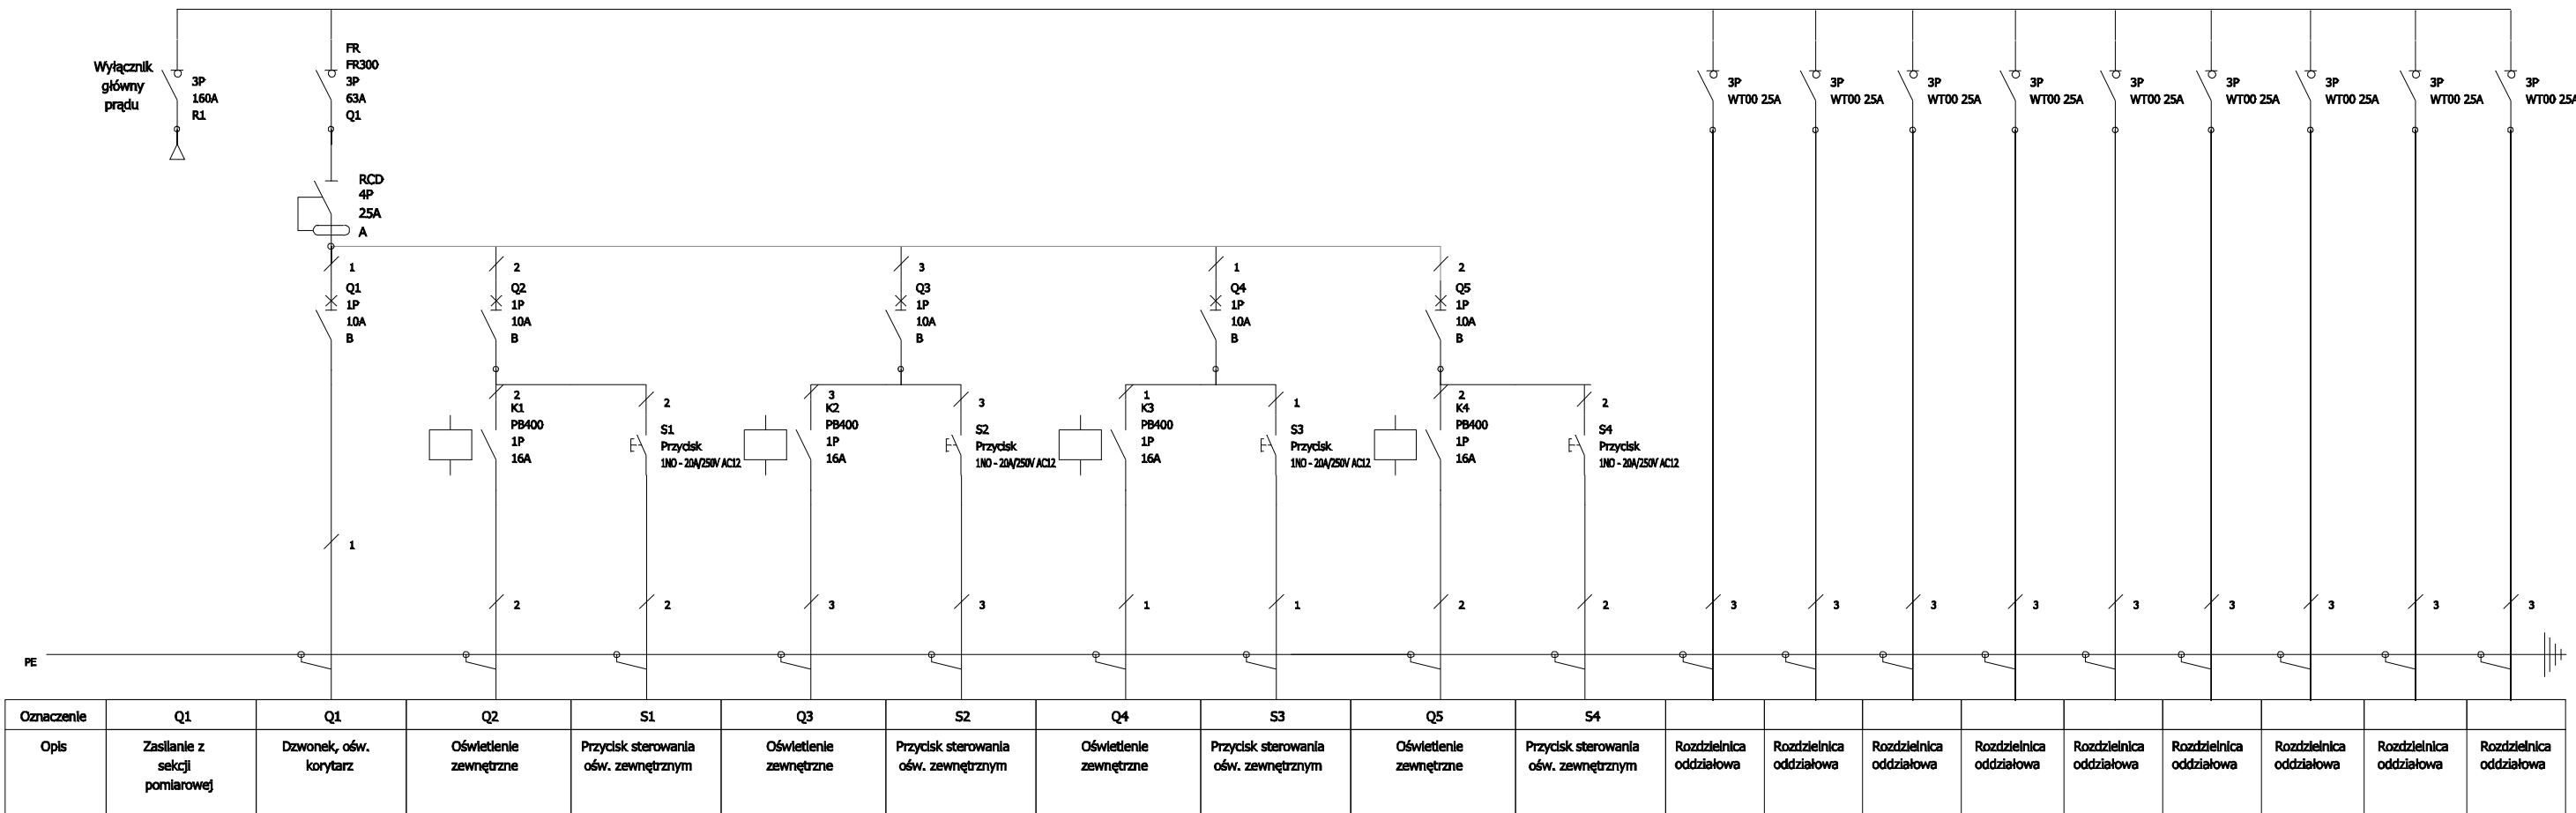 Wyłącznik
główny
prądu
3P
160A
R1
FR
FR300
3P
63A
Q1
RCD
4P
25A
A
3P
WT00 25A
3P
WT00 25A
3P
WT00 25A
3P
WT00 25A
3P
WT00 25A
3P
WT00 25A
3P
WT00 25A
3P
WT00 25A
3P
WT00 25A
1
Q1
1P
10A
B
2
Q2
1P
10A
B
3
Q3
1P
10A
B
1
Q4
1P
10A
B
2
Q5
1P
10A
B
2
K1
PB400
1P
16A
2
S1
Przycisk
1NO - 20A/250V AC12
3
K2
PB400
1P
16A
3
S2
Przycisk
1NO - 20A/250V AC12
1
K3
PB400
1P
16A
1
S3
Przycisk
1NO - 20A/250V AC12
2
K4
PB400
1P
16A
2
S4
Przycisk
1NO - 20A/250V AC12
1
2
2
3
3
1
1
2
2
3
3
3
3
3
3
3
3
3
PE
Oznaczenie
Q1
Q1
Q2
S1
Q3
S2
Q4
S3
Q5
S4
Opis
Zasilanie z
sekcji
pomiarowej
Dzwonek, ośw.
korytarz
Oświetlenie
zewnętrzne
Przycisk sterowania
ośw. zewnętrznym
Oświetlenie
zewnętrzne
Przycisk sterowania
ośw. zewnętrznym
Oświetlenie
zewnętrzne
Przycisk sterowania
ośw. zewnętrznym
Oświetlenie
zewnętrzne
Przycisk sterowania
ośw. zewnętrznym
Rozdzielnica
oddziałowa
Rozdzielnica
oddziałowa
Rozdzielnica
oddziałowa
Rozdzielnica
oddziałowa
Rozdzielnica
oddziałowa
Rozdzielnica
oddziałowa
Rozdzielnica
oddziałowa
Rozdzielnica
oddziałowa
Rozdzielnica
oddziałowa